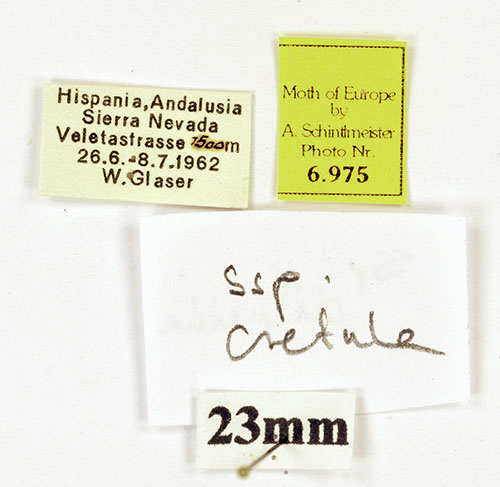 Hispania, Andalusia
Sierra Nevada
Veletastrasse 1500m
26.6.-8.7.1962
W.Glaser
Moth of Europe
by
A. Schintlmeister
Photo Nr.
6.975
ssp.
cretula
23mm